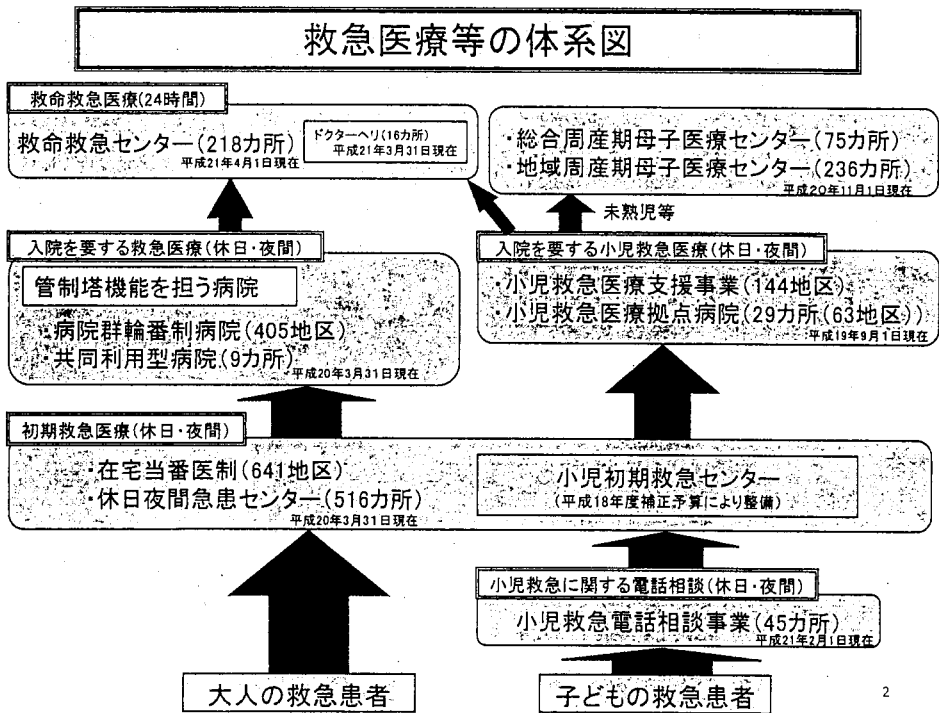 救急医療等の体系図
救命救急医療(24時間)
救命救急センター(218カ所)
平成21年4月1日現在
ドクターヘリ(16カ所)
平成21年3月31日現在
・総合周産期母子医療センター(75カ所)
・地域周産期母子医療センター(236カ所)
平成20年11月1日現在
未熟児等
入院を要する救急医療(休日・夜間)
管制塔機能を担う病院
・病院群輪番制病院(405地区)
・共同利用型病院(9カ所)
平成20年3月31日現在
入院を要する小児救急医療(休日・夜間)
・小児救急医療支援事業(144地区)
・小児救急医療拠点病院(29カ所(63地区))
平成19年9月1日現在
初期救急医療(休日・夜間)
・在宅当番医制(641地区)
・休日夜間急患センター(516カ所)
平成20年3月31日現在
小児初期救急センター
(平成18年度補正予算により整備)
小児救急に関する電話相談(休日・夜間)
小児救急電話相談事業(45カ所)
平成21年2月1日現在
大人の救急患者
子どもの救急患者
2